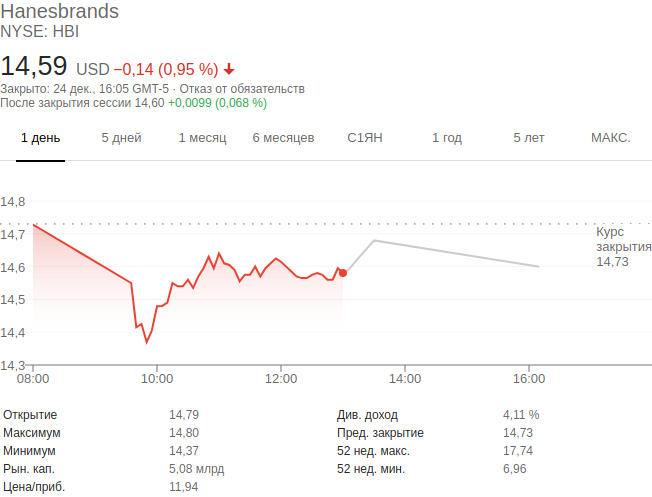 Hanesbrands
NYSE: HBI
14,59 USD −0,14 (0,95 %)
Закрыто: 24 дек., 16:05 GMT-5 · Отказ от обязательств
После закрытия сессии 14,60 +0,0099 (0,068 %)
1 день 5 дней 1 месяц 6 месяцев С1ЯН 1 год 5 лет МАКС.
14,8
14,7
14,6
14,5
14,4
14,3
Курс
закрытия
14,73
08:00 10:00 12:00 14:00 16:00
Открытие 14,79 Див. доход 4,11 %
Максимум 14,80 Пред. закрытие 14,73
Минимум 14,37 52 нед. макс. 17,74
Рын. кап. 5,08 млрд 52 нед. мин. 6,96
Цена/приб. 11,94